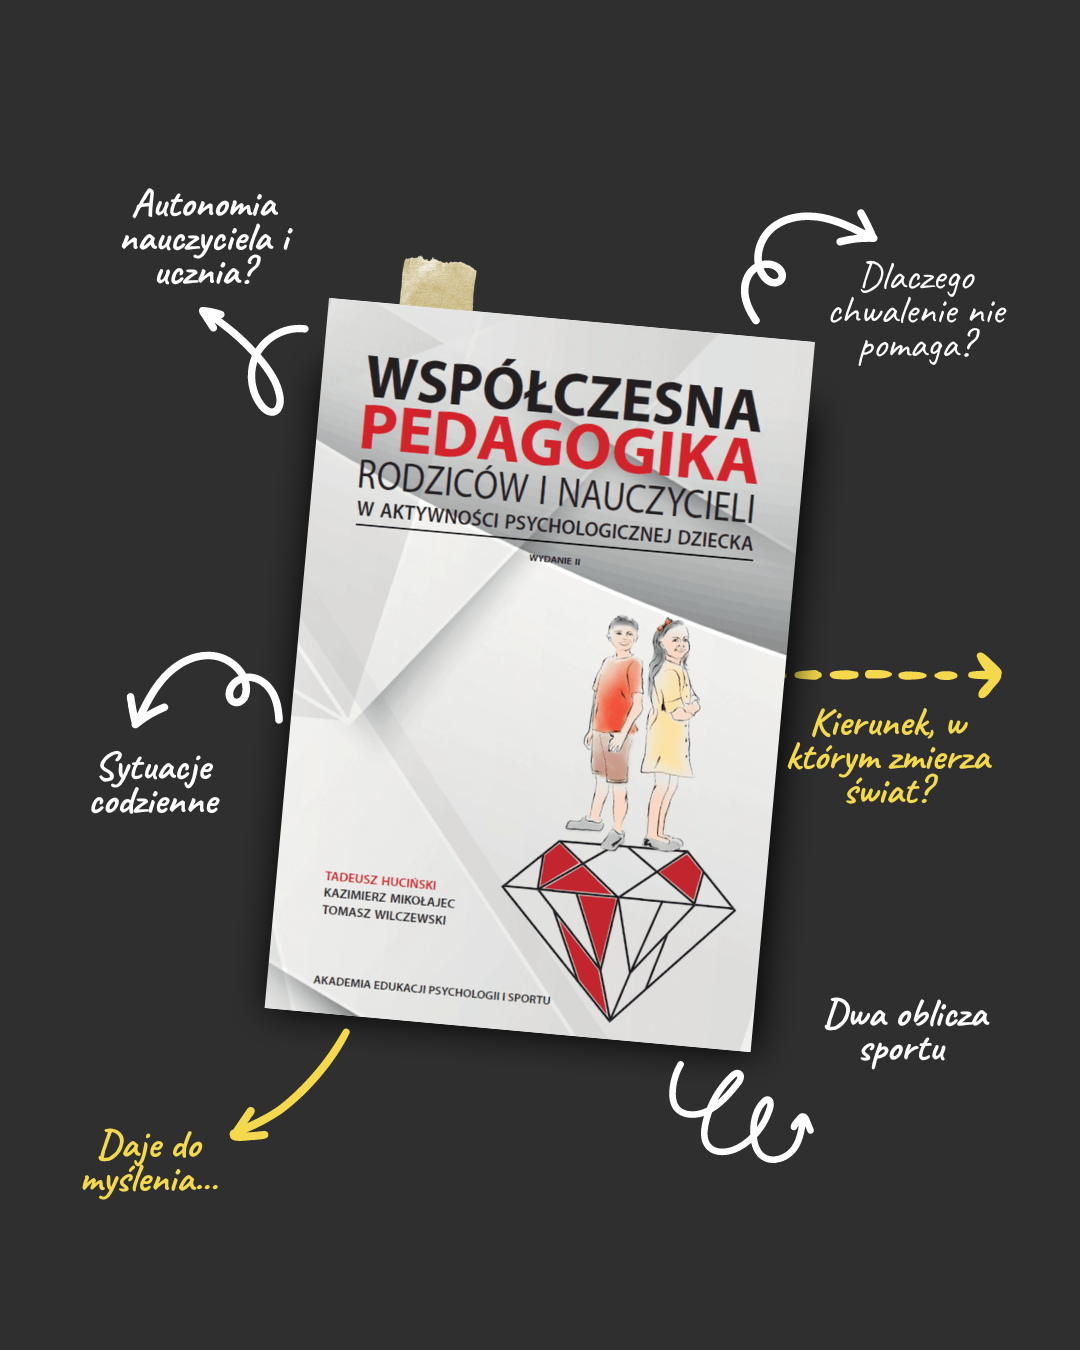 Autonomia
nauczyciela i
ucznia?
Dlaczego
chwalenie nie
pomaga?
WSPÓŁCZESNA
PEDAGOGIKA
RODZICÓW I NAUCZYCIELI
W AKTYWNOŚCI PSYCHOLOGICZNEJ DZIECKA
WYDANIE II
Kierunek, w
którym zmierza
świat?
Sytuacje
codzienne
TADEUSZ HUCIŃSKI
KAZIMIERZ MIKOŁAJEC
TOMASZ WILCZEWSKI
AKADEMIA EDUKACJI PSYCHOLOGII I SPORTU
Dwa oblicza
sportu
Daje do
myślenia...